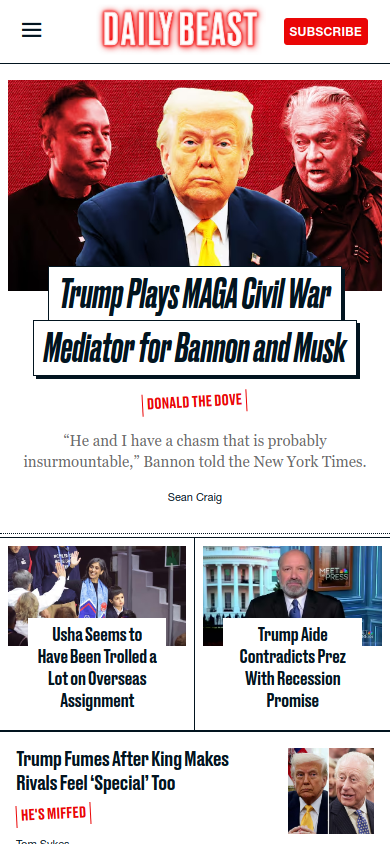 DAILY BEAST
SUBSCRIBE
Trump Plays MAGA Civil War
Mediator for Bannon and Musk
DONALD THE DOVE
“He and I have a chasm that is probably
insurmountable,” Bannon told the New York Times.
Sean Craig
MEET
PRESS
Usha Seems to
Have Been Trolled a
Lot on Overseas
Assignment
Trump Aide
Contradicts Prez
With Recession
Promise
Trump Fumes After King Makes
Rivals Feel ‘Special’ Too
HE'S MIFFED
Tom Sykes